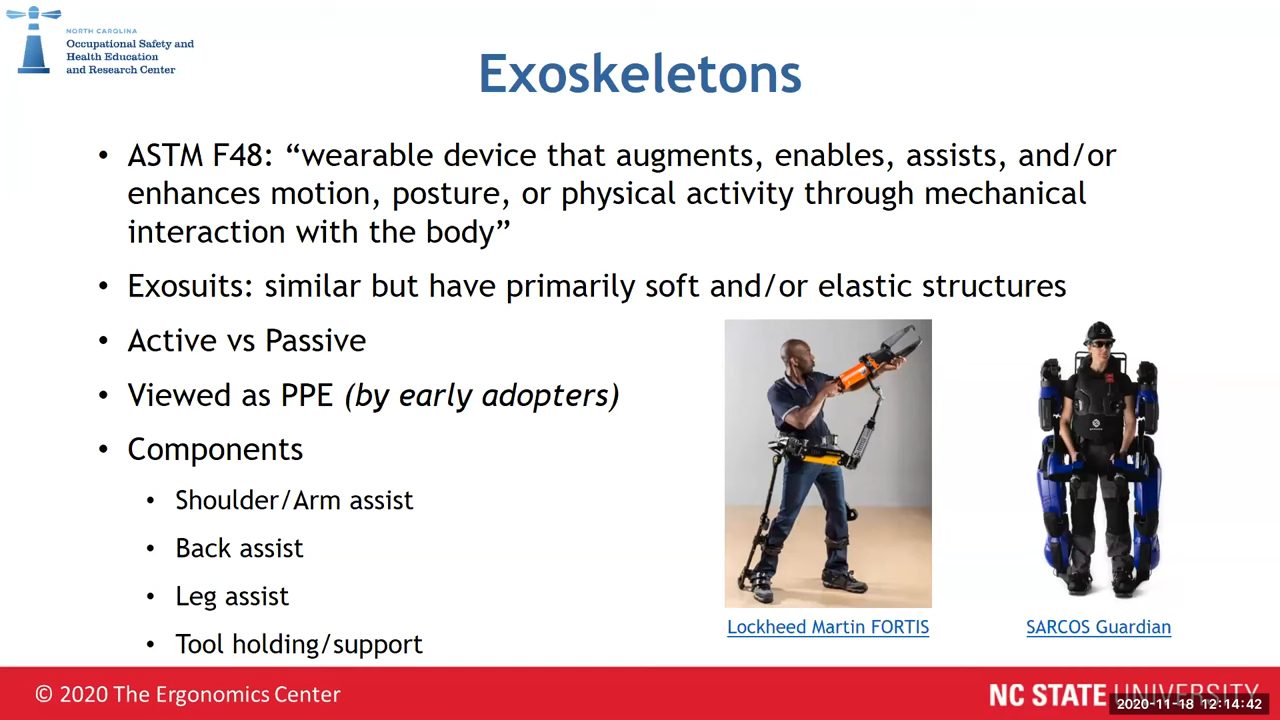 NORTH CAROLINA
Occupational Safety and
Health Education
and Research Center
Exoskeletons
• ASTM F48: “wearable device that augments, enables, assists, and/or
enhances motion, posture, or physical activity through mechanical
interaction with the body”
• Exosuits: similar but have primarily soft and/or elastic structures
• Active vs Passive
• Viewed as PPE (by early adopters)
• Components
• Shoulder/Arm assist
• Back assist
• Leg assist
• Tool holding/support
Lockheed Martin FORTIS
SARCOS Guardian
© 2020 The Ergonomics Center
NC STATE UNIVERSITY
2020-11-18 12:14:42